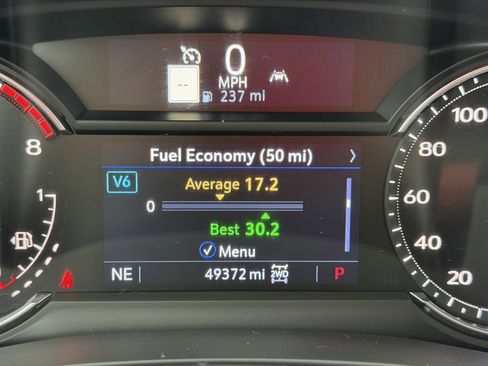 0
MPH
--
237 mi
Fuel Economy (50 mi)
V6
Average 17.2
0
Best 30.2
Menu
NE
49372 mi
2WD
P
8
1
100
80
60
40
20